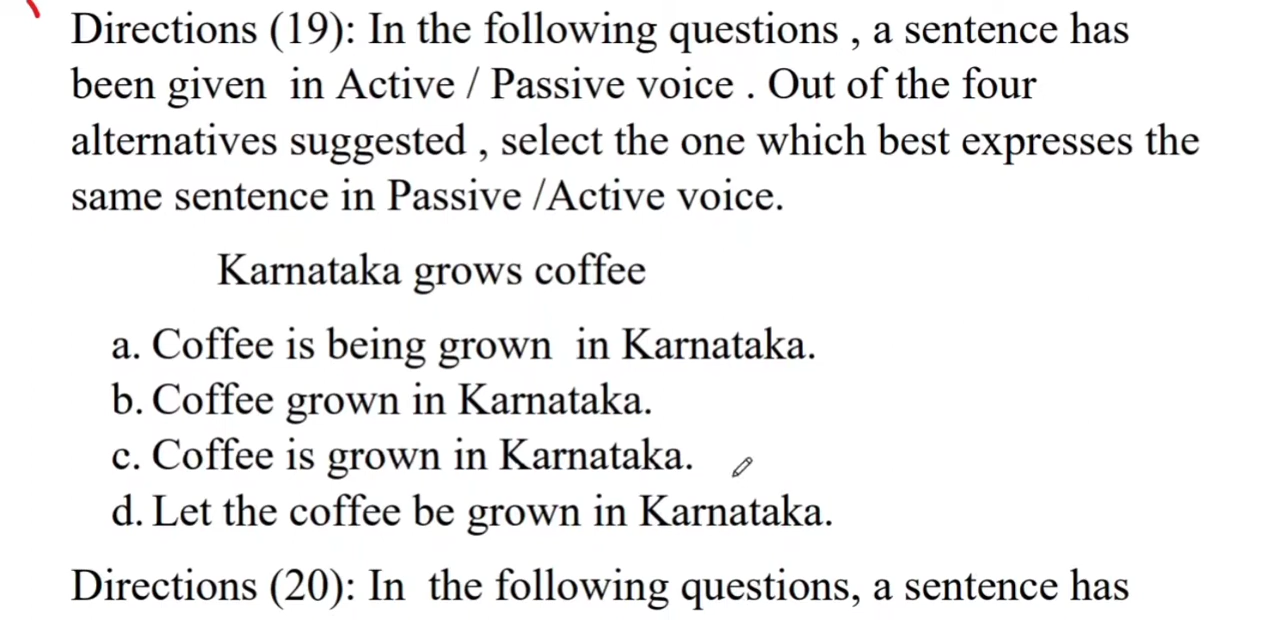 Directions (19): In the following questions , a sentence has
been given in Active / Passive voice . Out of the four
alternatives suggested , select the one which best expresses the
same sentence in Passive /Active voice.
Karnataka grows coffee
a. Coffee is being grown in Karnataka.
b. Coffee grown in Karnataka.
c. Coffee is grown in Karnataka.
d. Let the coffee be grown in Karnataka.
Directions (20): In the following questions, a sentence has